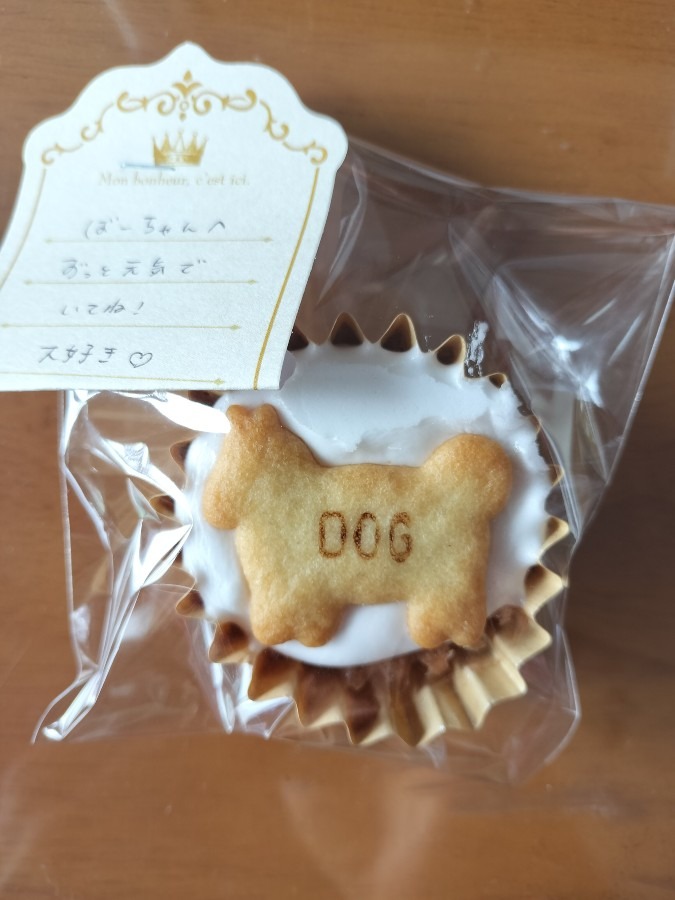 Mon bonheur, c'est ici.
ばーちゃんへ
ずっと元気で
いてね!
大好き♡
DOG